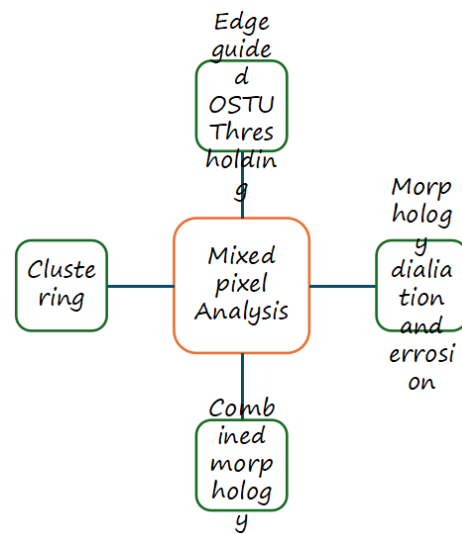 Edge
guide
d
OSTU
Thres
holdin
g
Morp
holog
y
dialia
tion
and
errosi
on
Cluste
ring
Mixed
pixel
Analysis
Comb
ined
morp
holog
y